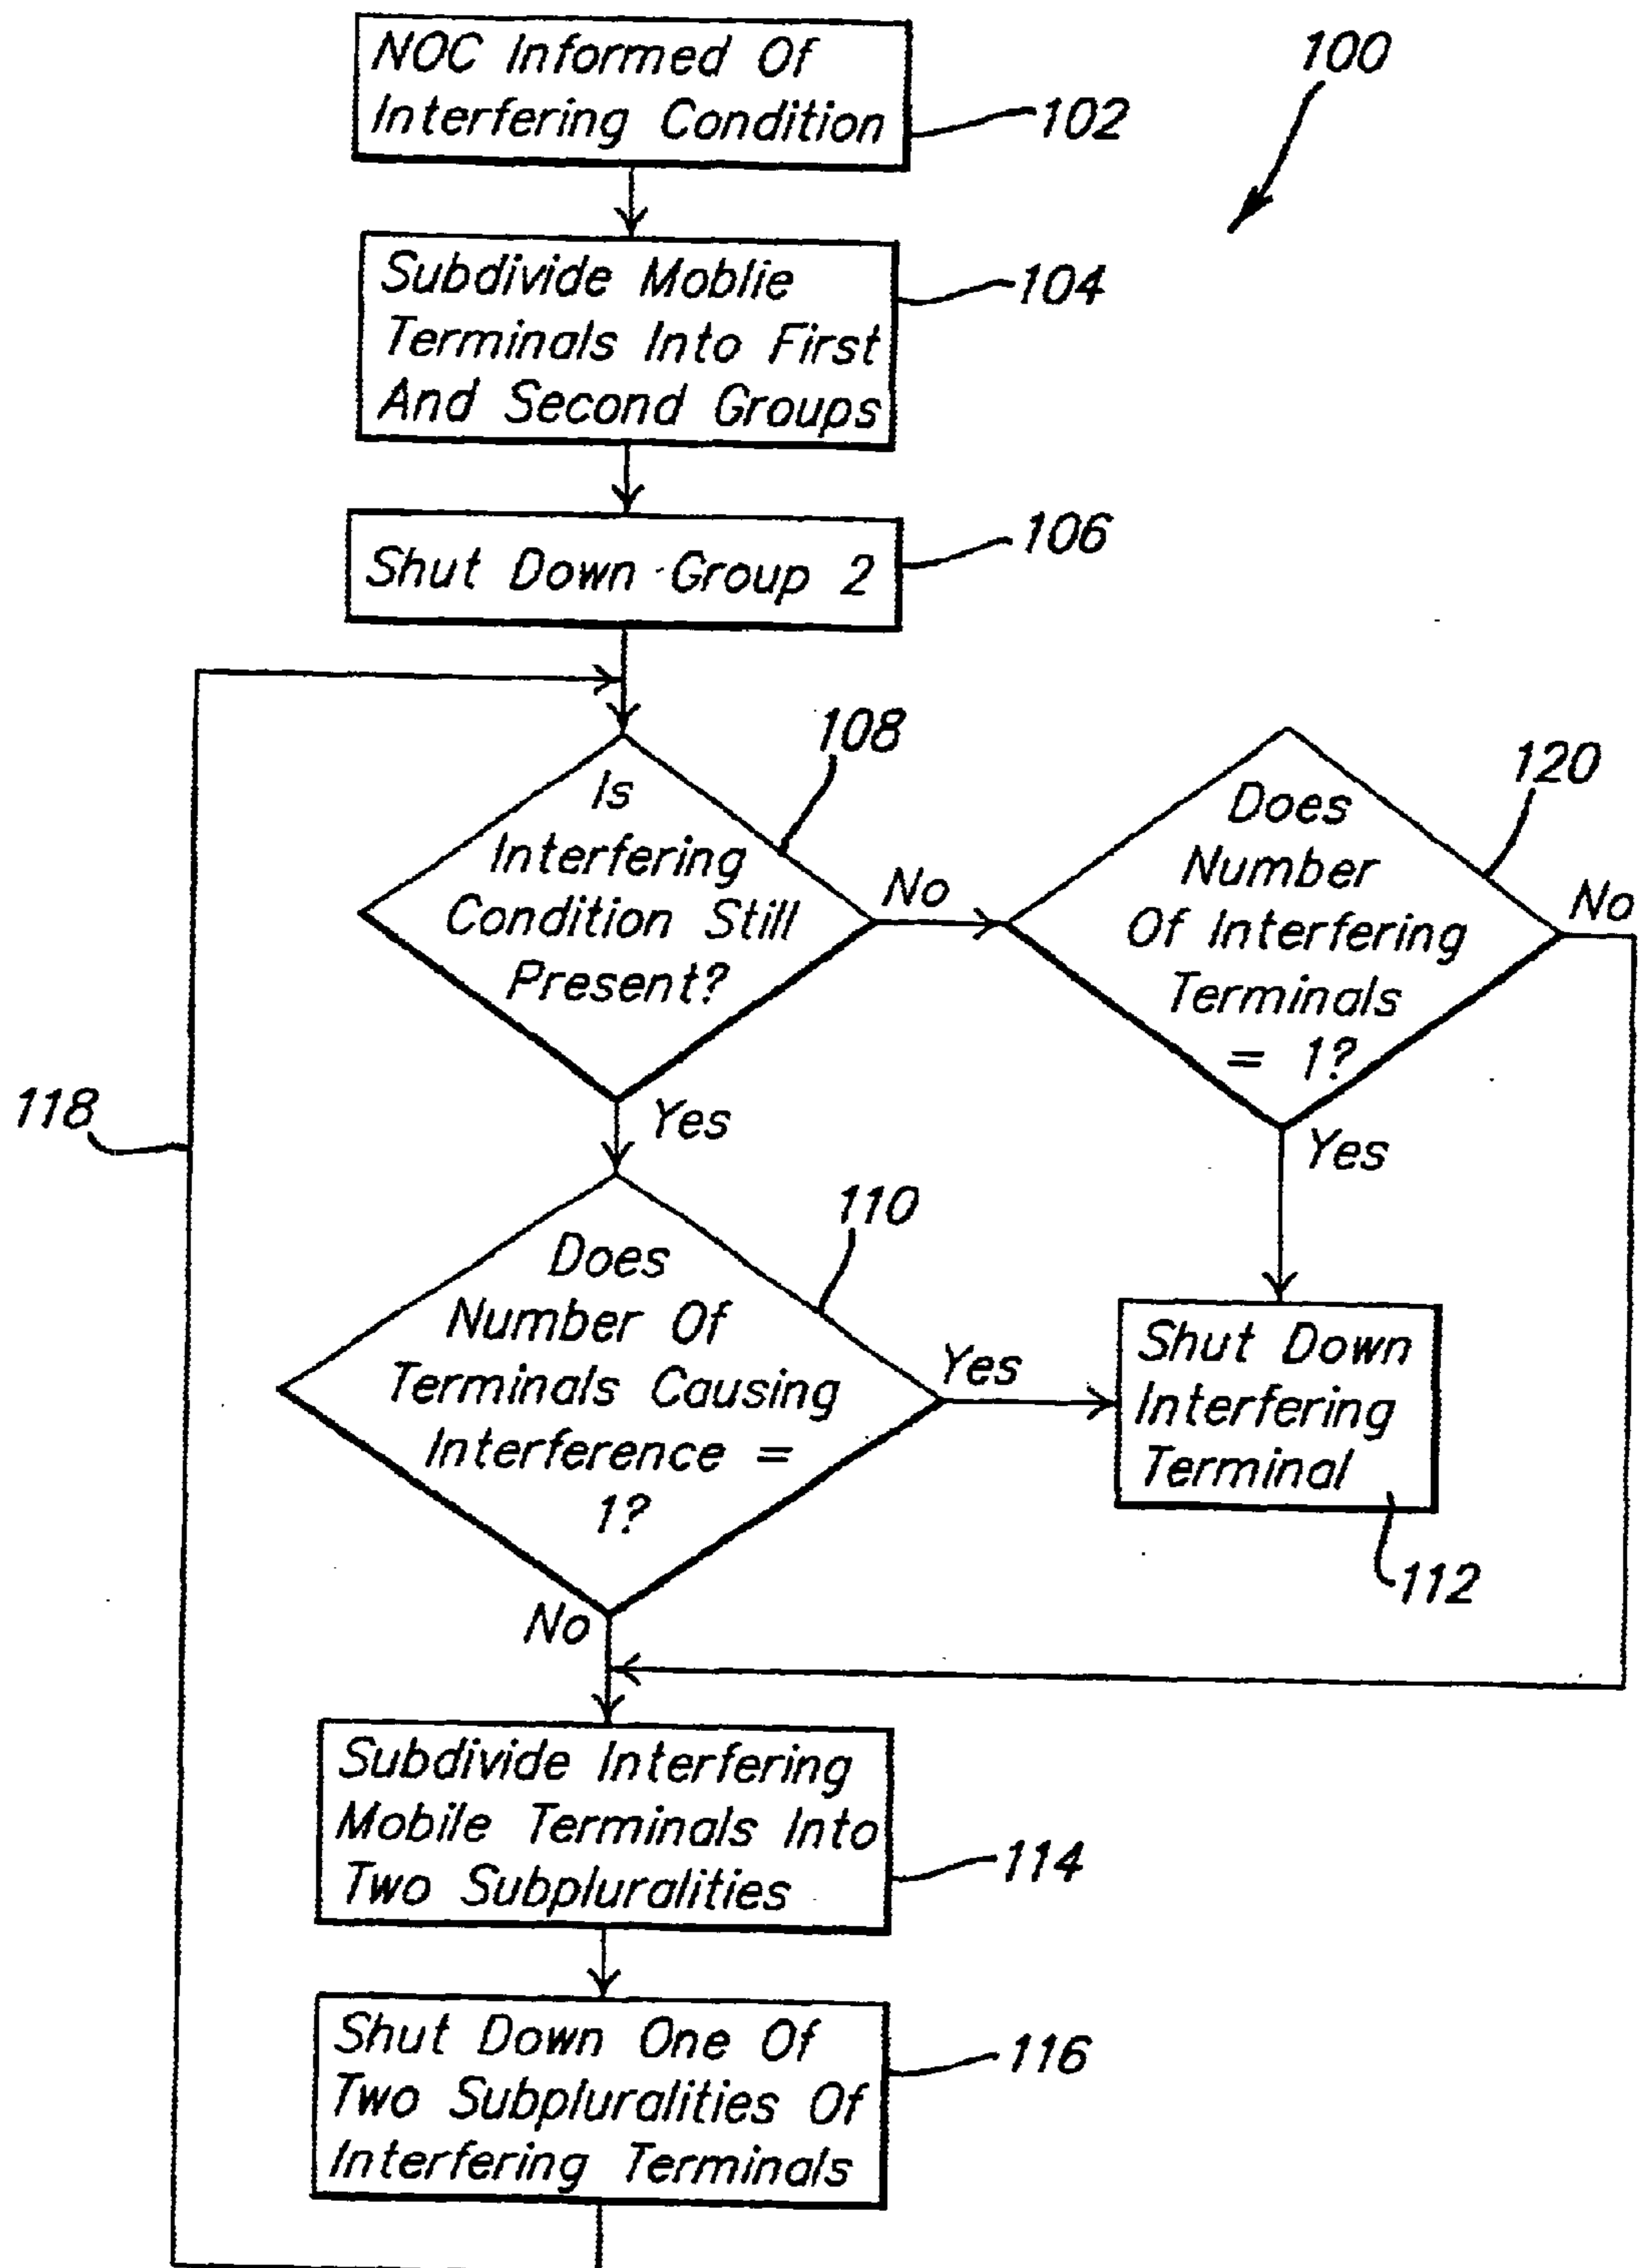 NOC Informed Of
Interfering Condition
102
100
Subdivide Moblie
Terminals Into First
And Second Groups
104
Shut Down Group 2
106
Is
Interfering
Condition Still
Present?
108
No
Does
Number
Of Interfering
Terminals
= 1?
120
No
Yes
Yes
118
Does
Number Of
Terminals Causing
Interference =
1?
110
Yes
Shut Down
Interfering
Terminal
112
No
Subdivide Interfering
Mobile Terminals Into
Two Subpluralities
114
Shut Down One Of
Two Subpluralities Of
Interfering Terminals
116